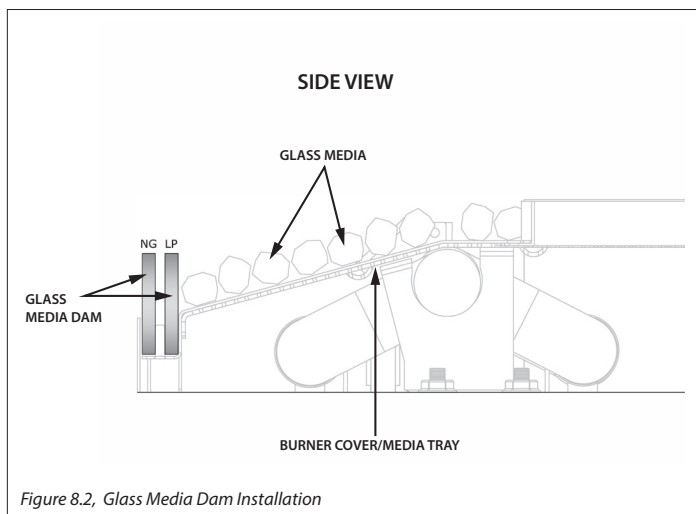 SIDE VIEW
GLASS MEDIA
NG LP
GLASS
MEDIA DAM
BURNER COVER/MEDIA TRAY
Figure 8.2, Glass Media Dam Installation